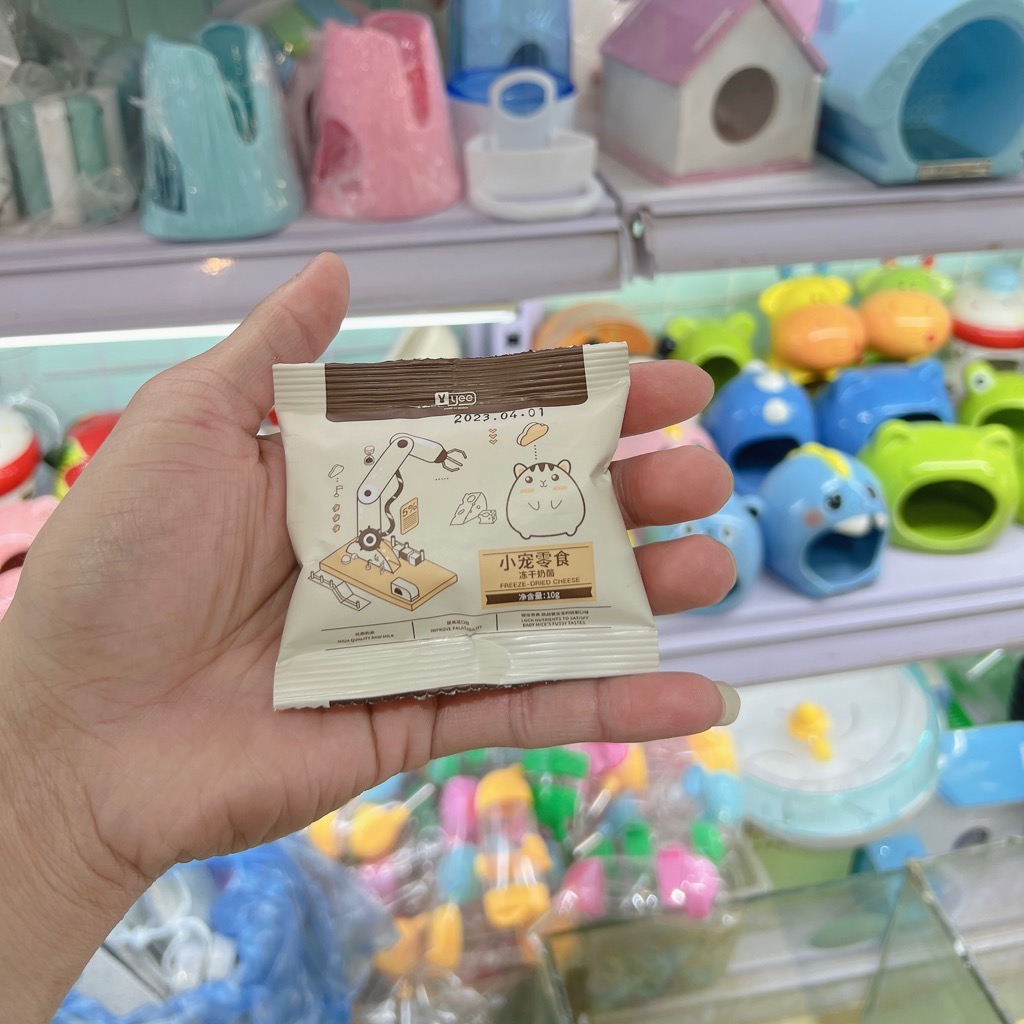 Yee
2023.04.01
5%
小宠零食
冻干奶酪
FREEZE-DRIED CHEESE
净含量:10g
HIGH QUALITY RAW MILK
IMPROVE PALATABILITY
LOCK NUTRIENTS TO SATISFY
BABY MICE'S FUSSY TASTES